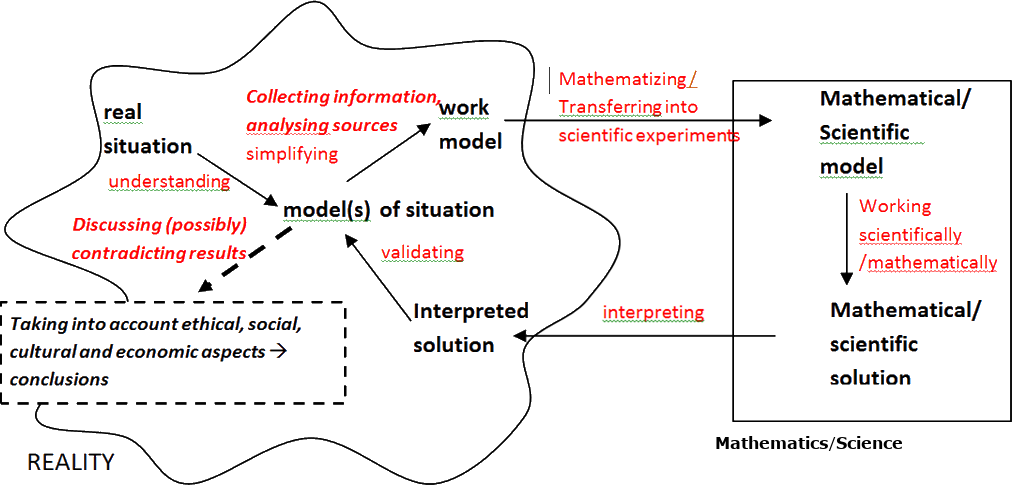 real
situation
understanding
Collecting information,
analysing sources
simplifying
work
model
Mathematizing/
Transferring into
scientific experiments
Mathematical/
Scientific
model
model(s) of situation
Discussing (possibly)
contradicting results
validating
Working
scientifically
/mathematically
Taking into account ethical, social,
cultural and economic aspects →
conclusions
Interpreted
solution
interpreting
Mathematical/
scientific
solution
Mathematics/Science
REALITY